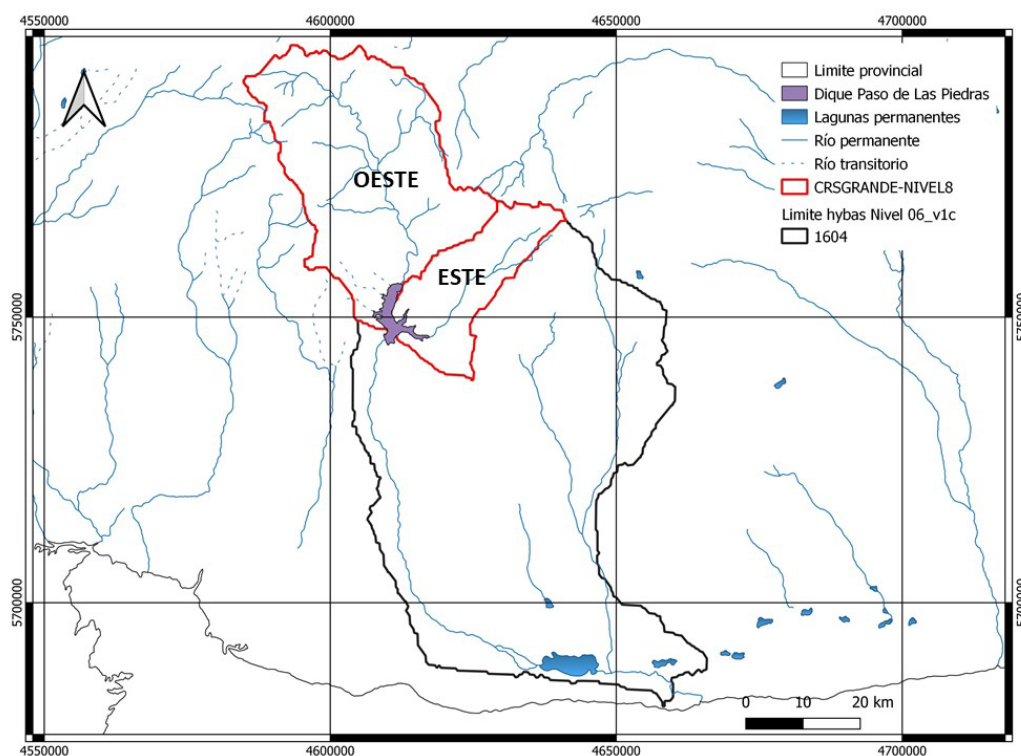 4550000 4600000 4650000 4700000
Limite provincial
Dique Paso de Las Piedras
Lagunas permanentes
Río permanente
Río transitorio
CRSGRANDE-NIVEL8
Limite hybas Nivel 06_v1c
1604
OESTE
ESTE
5750000 5750000
5700000 5700000
0 10 20 km
4550000 4600000 4650000 4700000